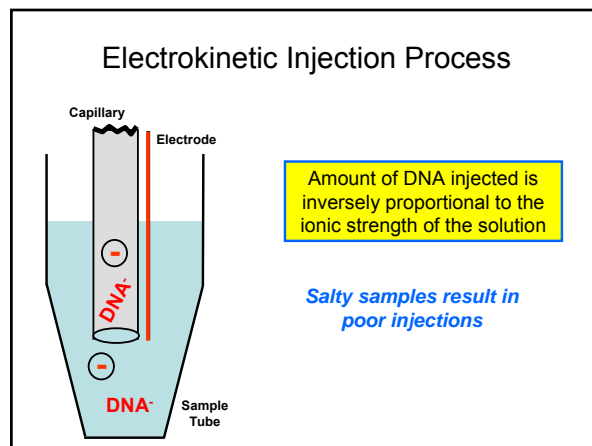 Electrokinetic Injection Process
Capillary
Electrode
Amount of DNA injected is
inversely proportional to the
ionic strength of the solution
-
DNA-
Salty samples result in
poor injections
-
DNA-
Sample
Tube